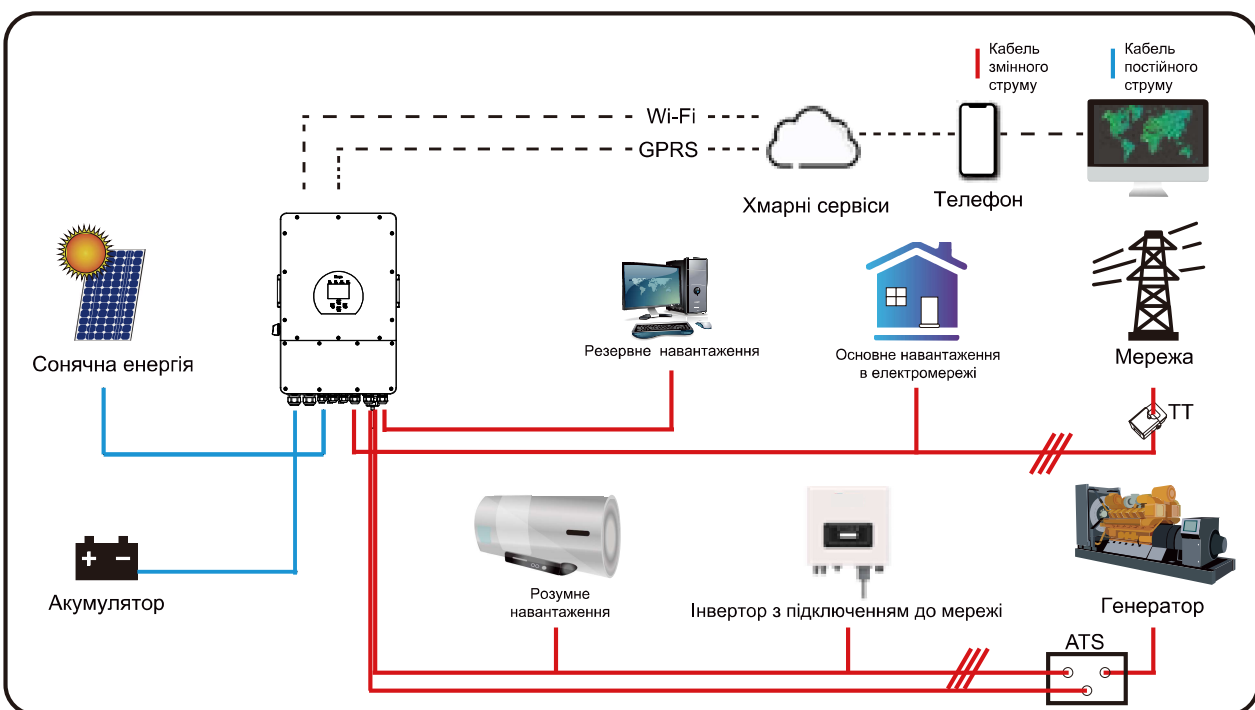 Кабель
змінного
струму
Кабель
постійного
струму
Wi-Fi
GPRS
Хмарні сервіси
Телефон
Сонячна енергія
Резервне навантаження
Основне навантаження
в електромережі
Мережа
ТТ
Акумулятор
Розумне
навантаження
Інвертор з підключенням до мережі
Генератор
ATS